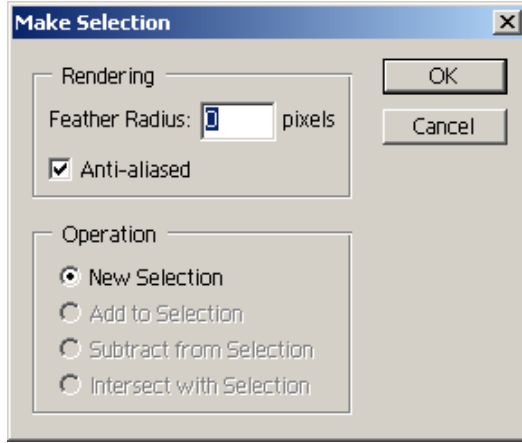 Make Selection
Rendering
Feather Radius: 0 pixels
Anti-aliased
OK
Cancel
Operation
New Selection
Add to Selection
Subtract from Selection
Intersect with Selection